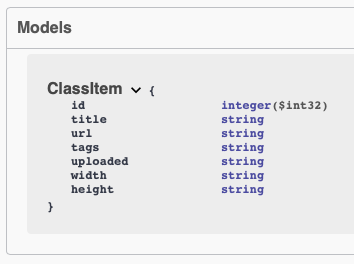 Models
ClassItem {
id integer($int32)
title string
url string
tags string
uploaded string
width string
height string
}